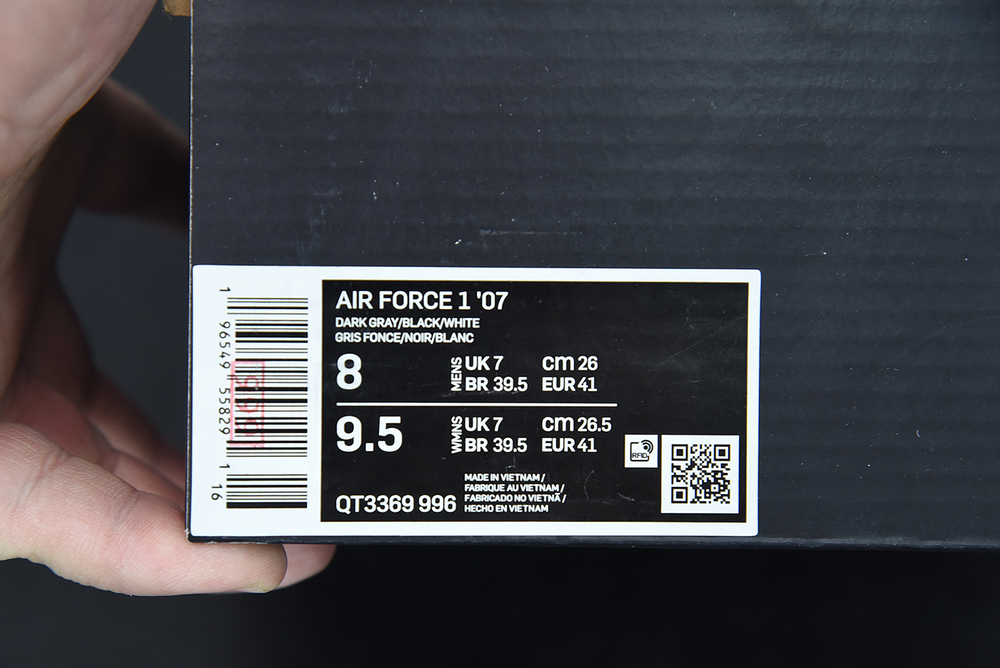 AIR FORCE 1 '07
DARK GRAY/BLACK/WHITE
GRIS FONCE/NOIR/BLANC
8 MENS UK 7 cm 26
BR 39.5 EUR 41
9.5 WMNS UK 7 cm 26.5
BR 39.5 EUR 41
RFID
MADE IN VIETNAM /
FABRIQUE AU VIETNAM /
FABRICADO NO VIETNÃ /
HECHO EN VIETNAM
QT3369 996
1 96549 55829 1 16